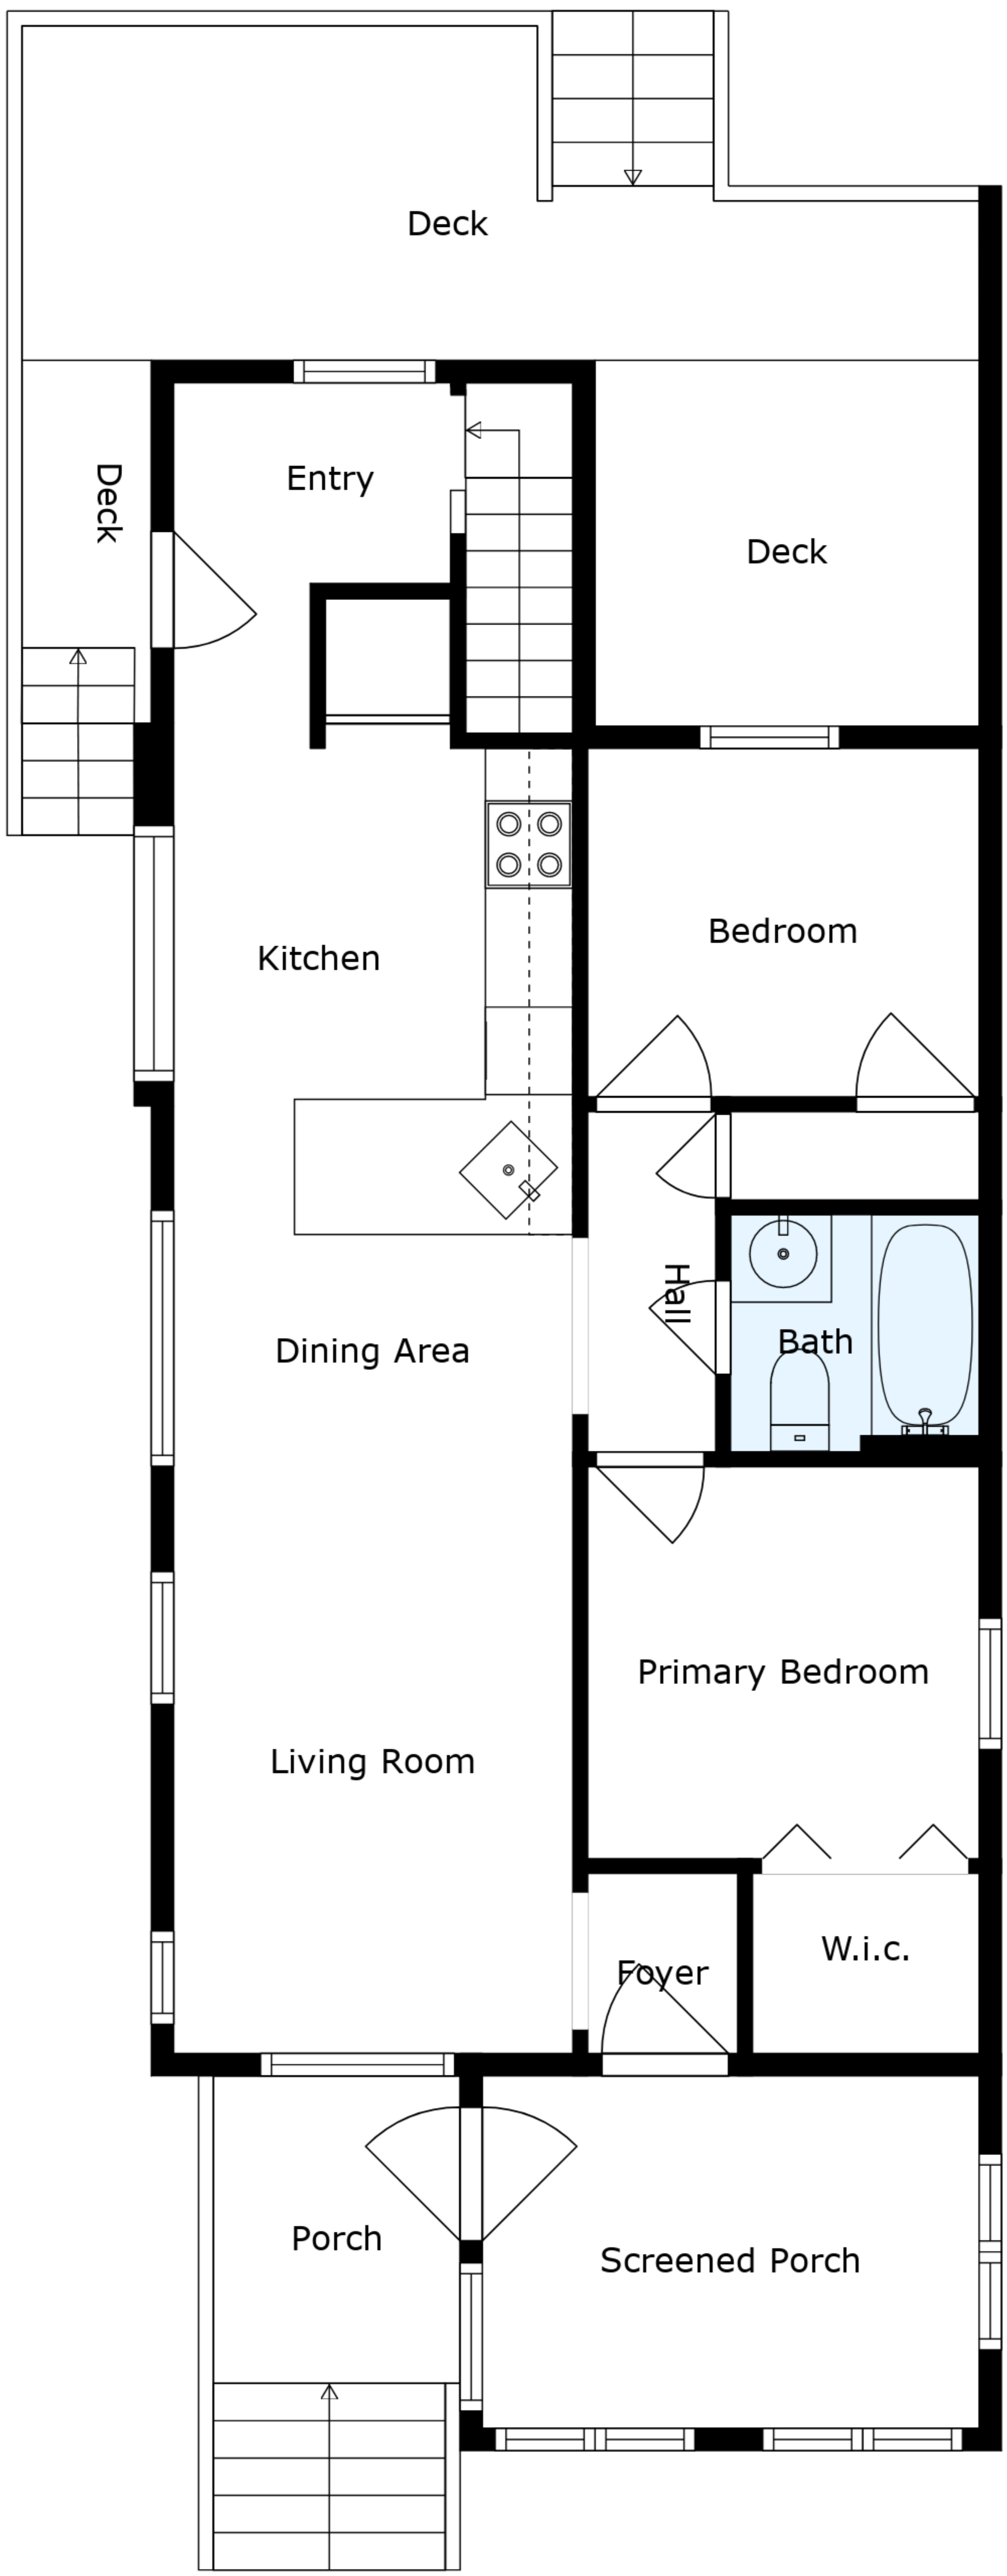 Deck
Deck
Entry
Deck
Bedroom
Kitchen
Hall
Bath
Dining Area
Primary Bedroom
Living Room
W.i.c.
Foyer
Porch
Screened Porch